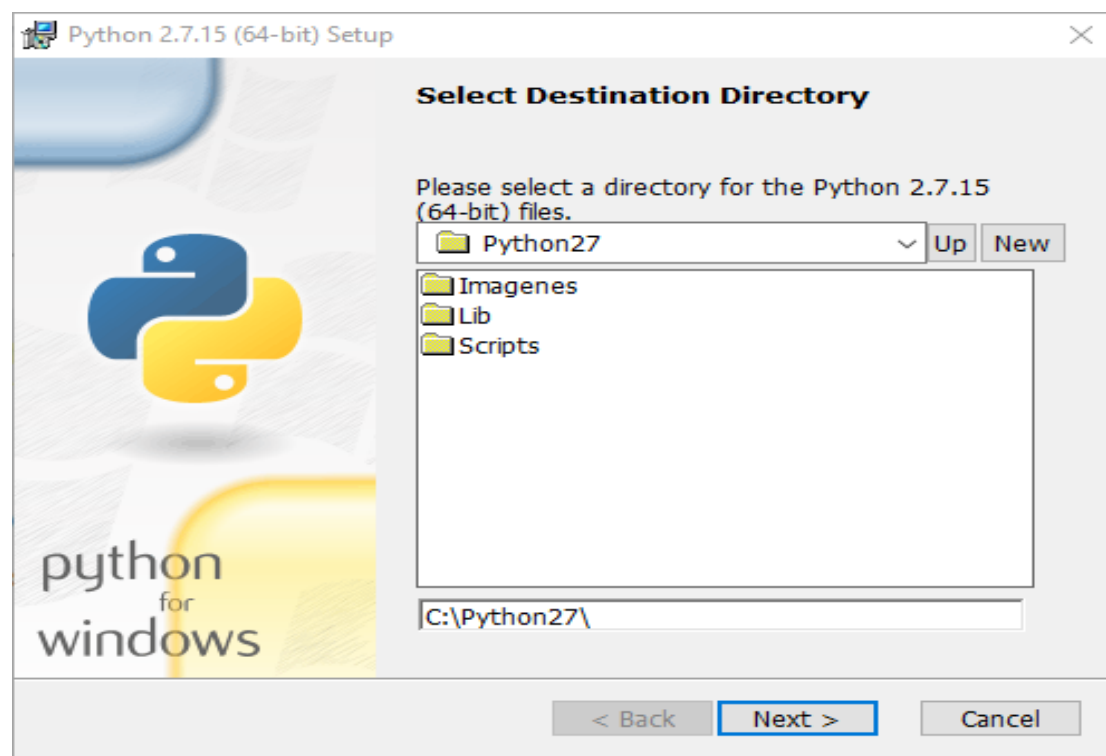 Python 2.7.15 (64-bit) Setup
Select Destination Directory
Please select a directory for the Python 2.7.15
(64-bit) files.
Python27
Up
New
Imagenes
Lib
Scripts
C:\Python27\
python
for
windows
< Back
Next >
Cancel